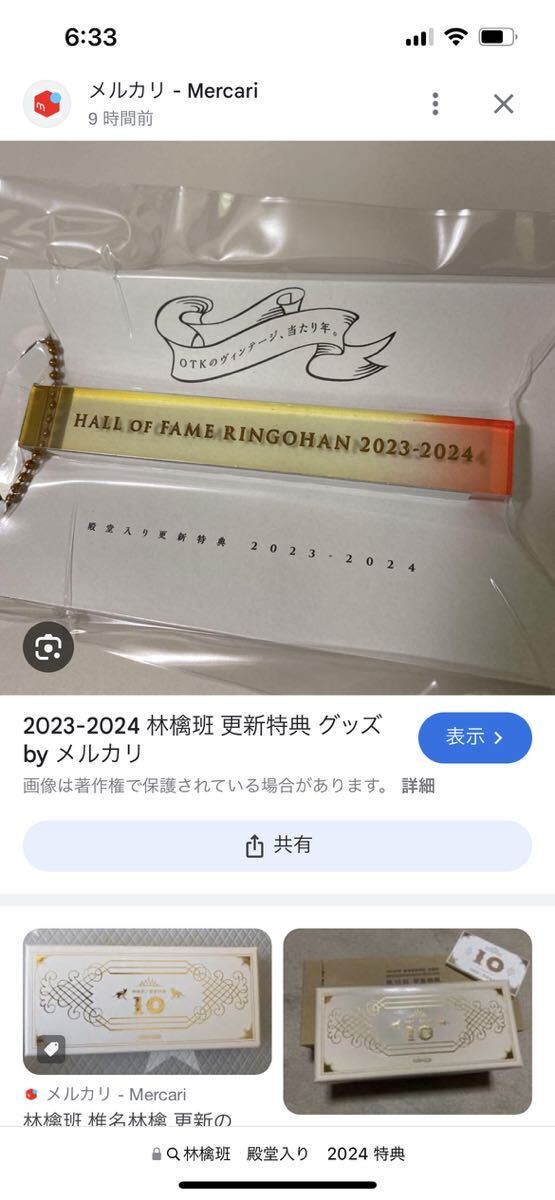 6:33
メルカリ - Mercari
9 時間前
OTKのヴィンテージ、当たり年。
HALL OF FAME RINGOHAN 2023-2024
殿堂入り更新特典 2023-2024
2023-2024 林檎班 更新特典 グッズ
by メルカリ
表示
画像は著作権で保護されている場合があります。 詳細
共有
10
10
10
メルカリ - Mercari
林檎班 椎名林檎 更新の
林檎班 殿堂入り 2024 特典